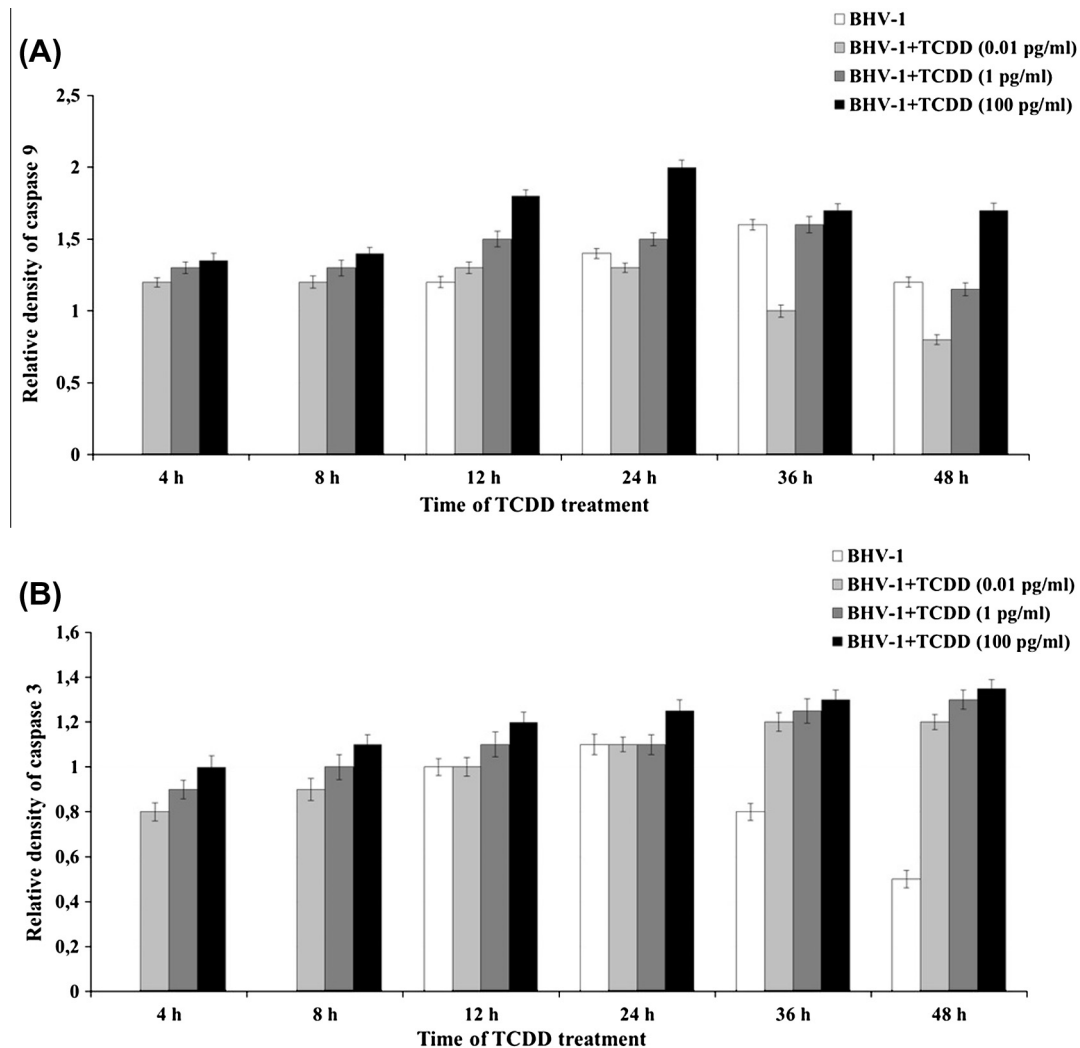 (A)
BHV-1
BHV-1+TCDD (0.01 pg/ml)
BHV-1+TCDD (1 pg/ml)
BHV-1+TCDD (100 pg/ml)
Relative density of caspase 9
2,5
2
1,5
1
0,5
0
4 h 8 h 12 h 24 h 36 h 48 h
Time of TCDD treatment
(B)
BHV-1
BHV-1+TCDD (0.01 pg/ml)
BHV-1+TCDD (1 pg/ml)
BHV-1+TCDD (100 pg/ml)
Relative density of caspase 3
1,6
1,4
1,2
1
0,8
0,6
0,4
0,2
0
4 h 8 h 12 h 24 h 36 h 48 h
Time of TCDD treatment